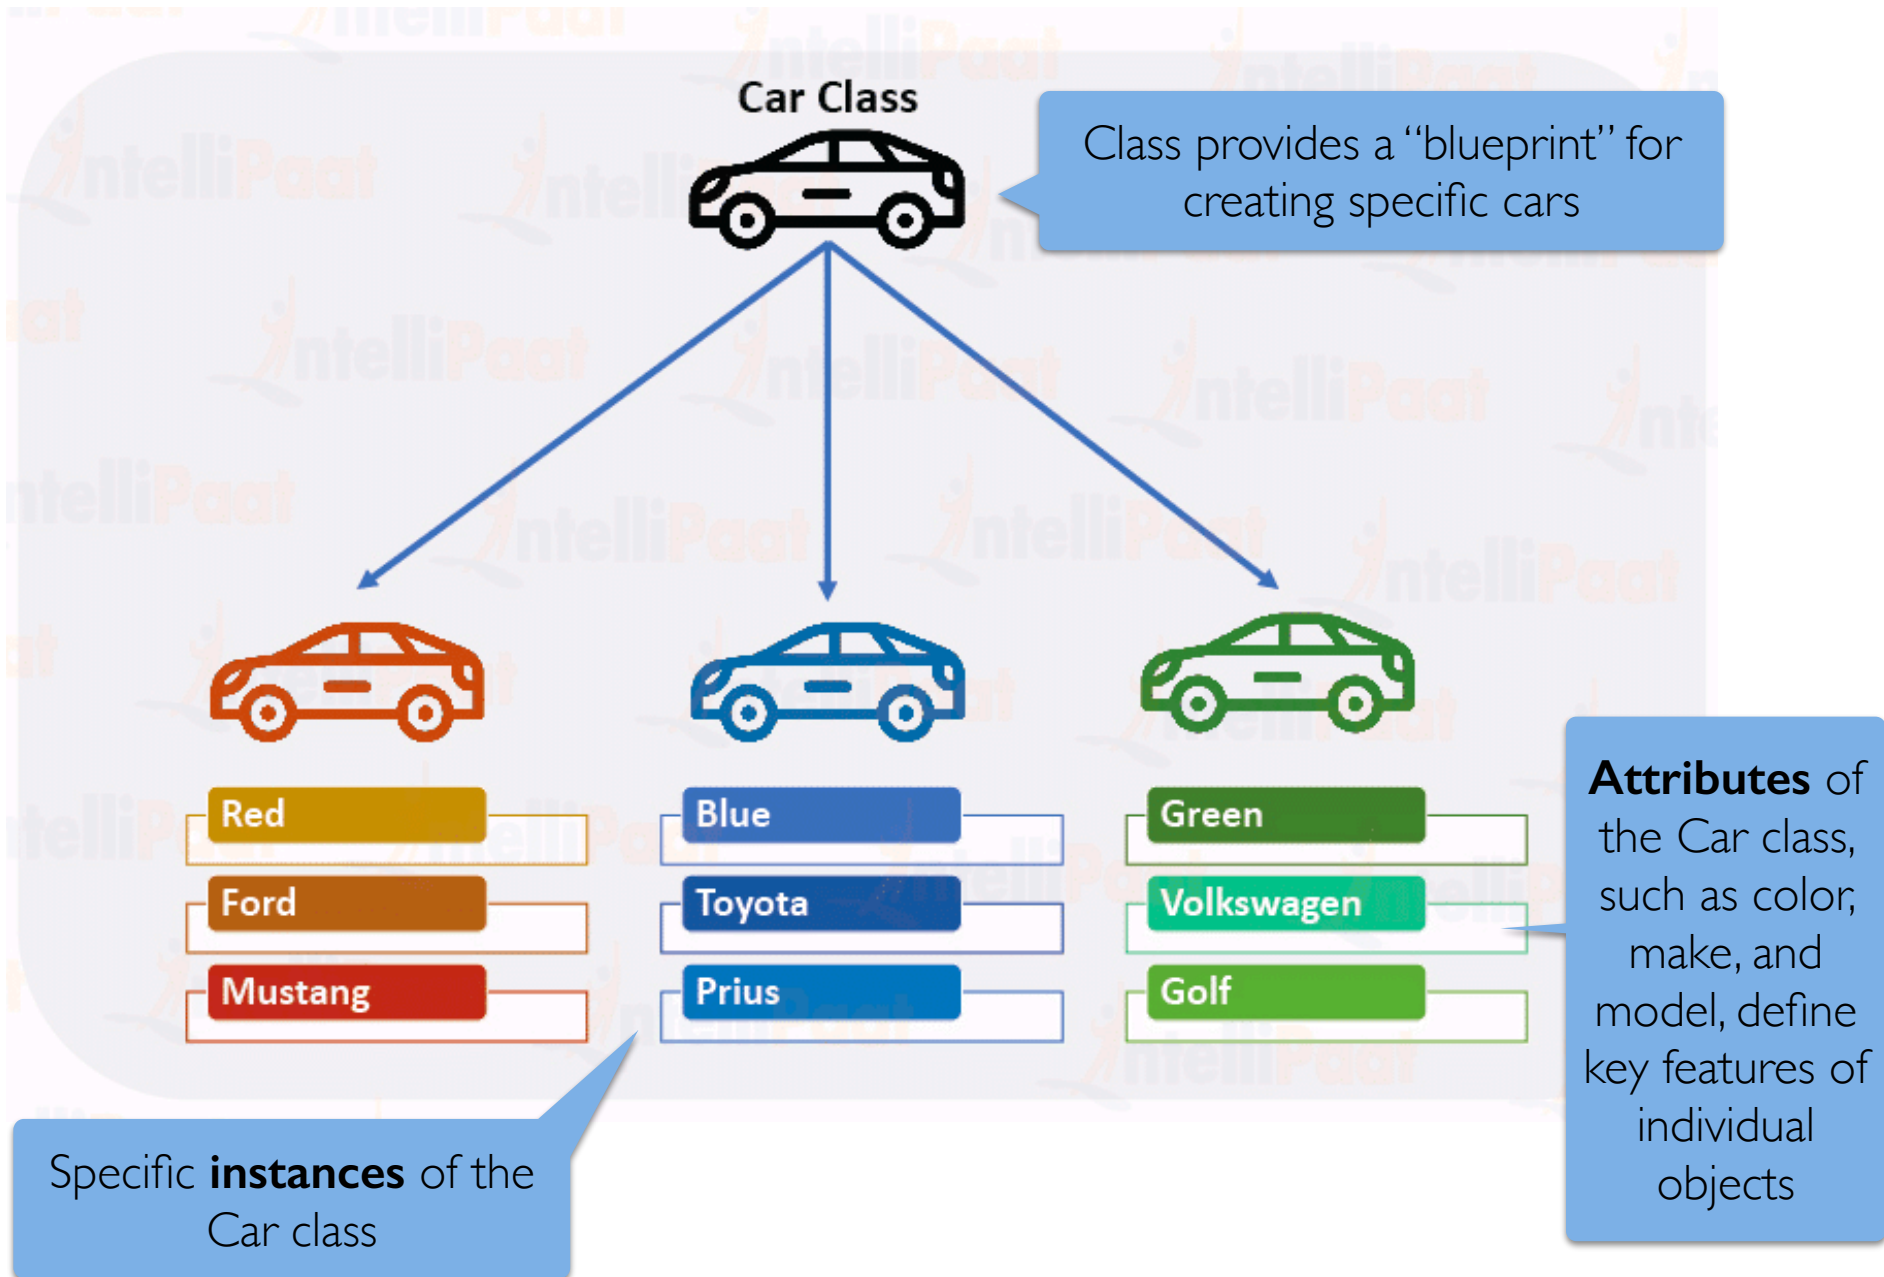 Car Class
Class provides a “blueprint” for
creating specific cars
Red
Ford
Mustang
Blue
Toyota
Prius
Green
Volkswagen
Golf
Attributes of
the Car class,
such as color,
make, and
model, define
key features of
individual
objects
Specific instances of the
Car class
IntelliPaat